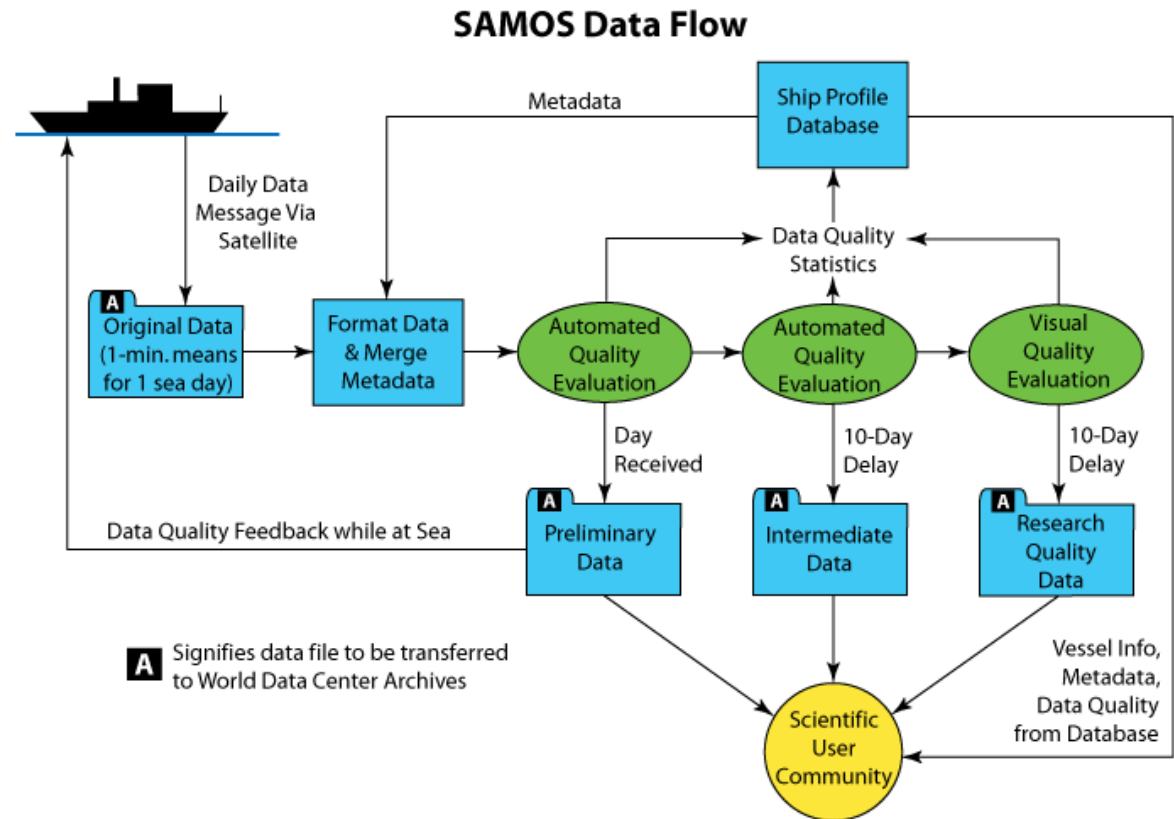 SAMOS Data Flow
Metadata
Ship Profile
Database
Daily Data
Message Via
Satellite
Data Quality
Statistics
A
Original Data
(1-min. means
for 1 sea day)
Format Data
& Merge
Metadata
Automated
Quality
Evaluation
Automated
Quality
Evaluation
Visual
Quality
Evaluation
Day
Received
10-Day
Delay
10-Day
Delay
Data Quality Feedback while at Sea
A
Preliminary
Data
A
Intermediate
Data
A
Research
Quality
Data
A
Signifies data file to be transferred
to World Data Center Archives
Scientific
User
Community
Vessel Info,
Metadata,
Data Quality
from Database